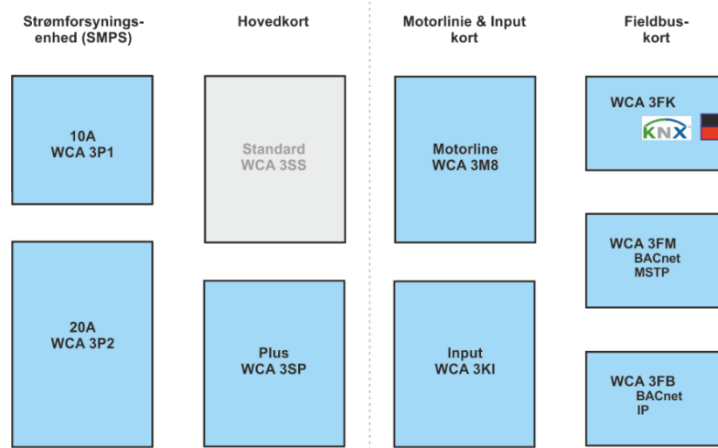 Strømforsynings-
enhed (SMPS)
Hovedkort
Motorlinie & Input
kort
Fieldbus-
kort
10A
WCA 3P1
20A
WCA 3P2
Standard
WCA 3SS
Plus
WCA 3SP
Motorline
WCA 3M8
Input
WCA 3KI
WCA 3FK
KNX
WCA 3FM
BACnet
MSTP
WCA 3FB
BACnet
IP